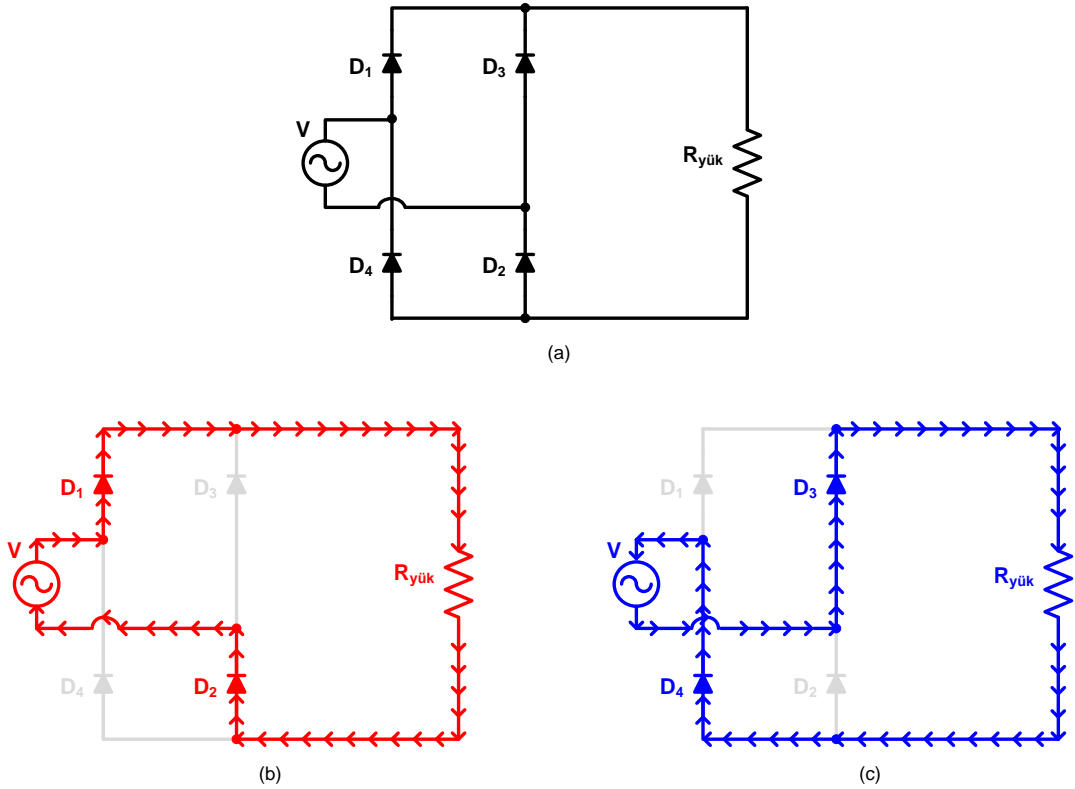 D1 D3
V
Ryük
D4 D2
(a)
D1 D3
V
Ryük
D4 D2
(b)
D1 D3
V
Ryük
D4 D2
(c)